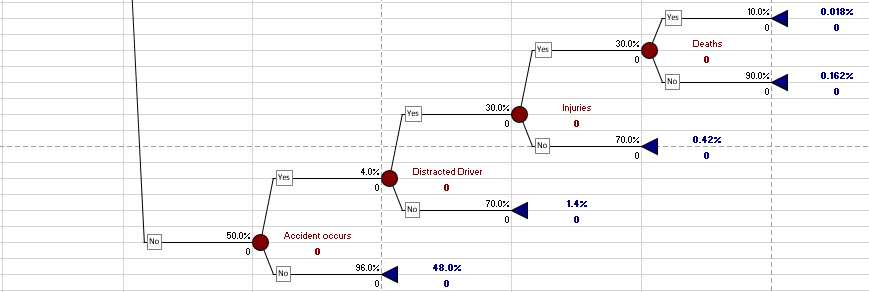 Yes 10.0% 0.018%
0 0
Yes 30.0% Deaths
0 0
No 90.0% 0.162%
0 0
Yes 30.0% Injuries
0 0
No 70.0% 0.42%
0 0
Yes 4.0% Distracted Driver
0 0
No 70.0% 1.4%
0 0
No 50.0% Accident occurs
0 0
No 96.0% 48.0%
0 0